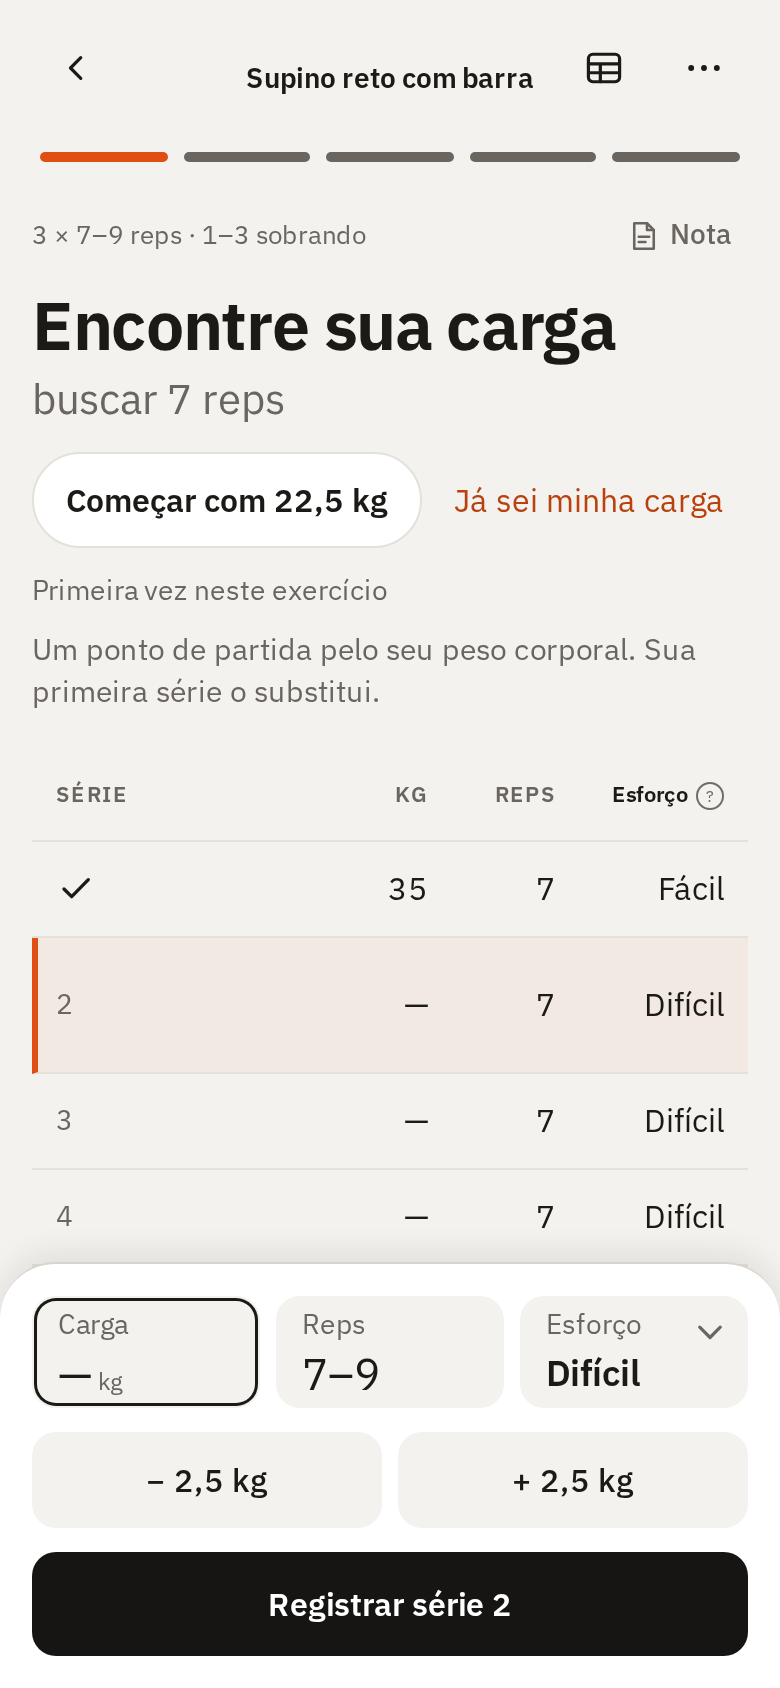 Supino reto com barra
3 × 7–9 reps · 1–3 sobrando
Nota
Encontre sua carga
buscar 7 reps
Começar com 22,5 kg
Já sei minha carga
Primeira vez neste exercício
Um ponto de partida pelo seu peso corporal. Sua
primeira série o substitui.
SÉRIE KG REPS Esforço ?
35 7 Fácil
2 — 7 Difícil
3 — 7 Difícil
4 — 7 Difícil
Carga Reps Esforço
— kg 7–9 Difícil
– 2,5 kg + 2,5 kg
Registrar série 2